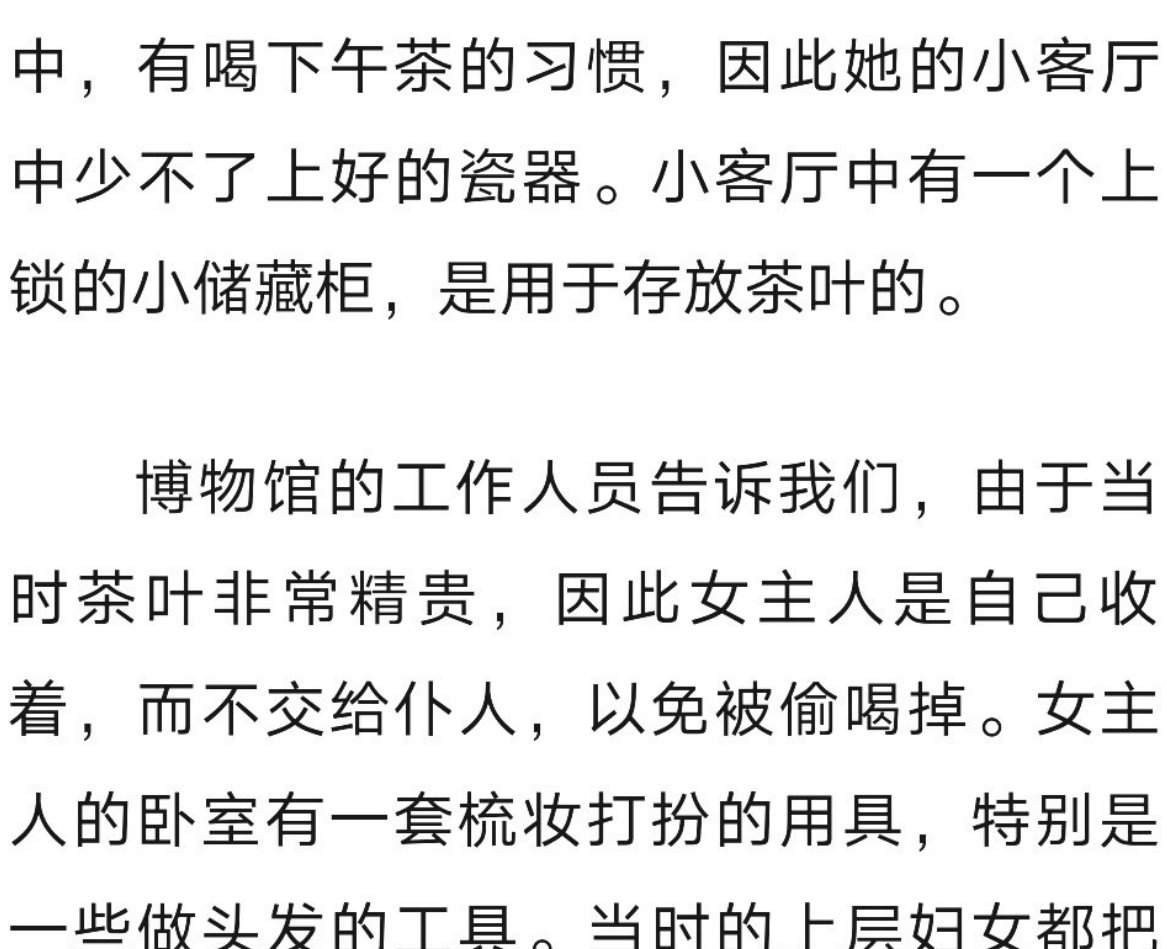 中，有喝下午茶的习惯，因此她的小客厅
中少不了上好的瓷器。小客厅中有一个上
锁的小储藏柜，是用于存放茶叶的。
博物馆的工作人员告诉我们，由于当
时茶叶非常精贵，因此女主人是自己收
着，而不交给仆人，以免被偷喝掉。女主
人的卧室有一套梳妆打扮的用具，特别是
一些做头发的工具。当时的上层妇女都把